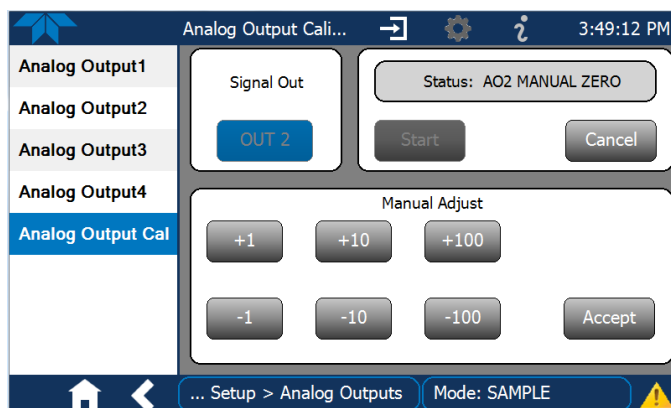 Analog Output Cali... 3:49:12 PM
Analog Output1
Analog Output2
Analog Output3
Analog Output4
Analog Output Cal
Signal Out
OUT 2
Status: AO2 MANUAL ZERO
Start Cancel
Manual Adjust
+1 +10 +100
-1 -10 -100 Accept
... Setup > Analog Outputs Mode: SAMPLE